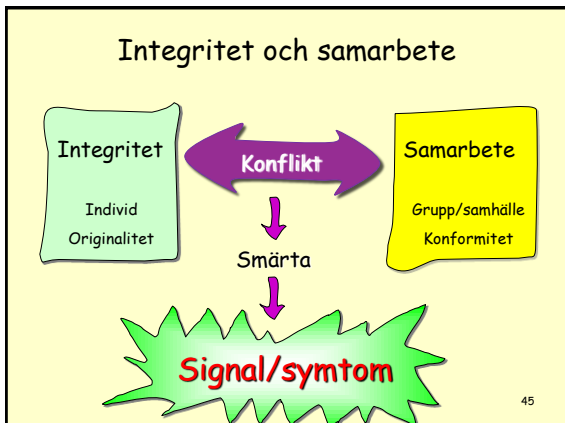 Integritet och samarbete
Integritet
Individ
Originalitet
Konflikt
Samarbete
Grupp/samhälle
Konformitet
Smärta
Signal/symtom
45